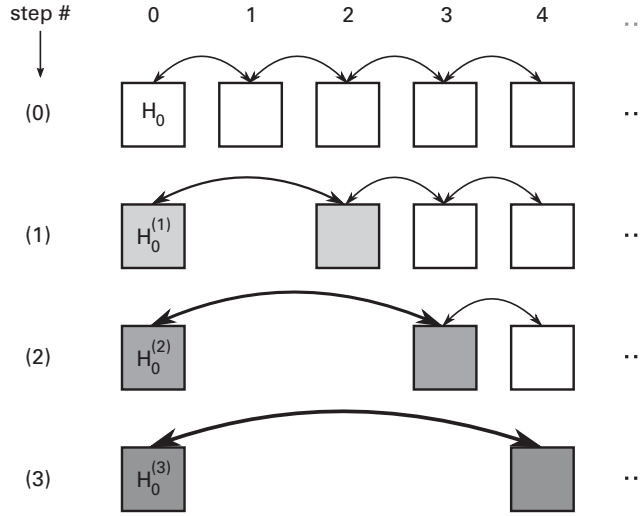 step # 0 1 2 3 4 ..
(0) H₀ ..
(1) H₀⁽¹⁾ ..
(2) H₀⁽²⁾ ..
(3) H₀⁽³⁾ ..